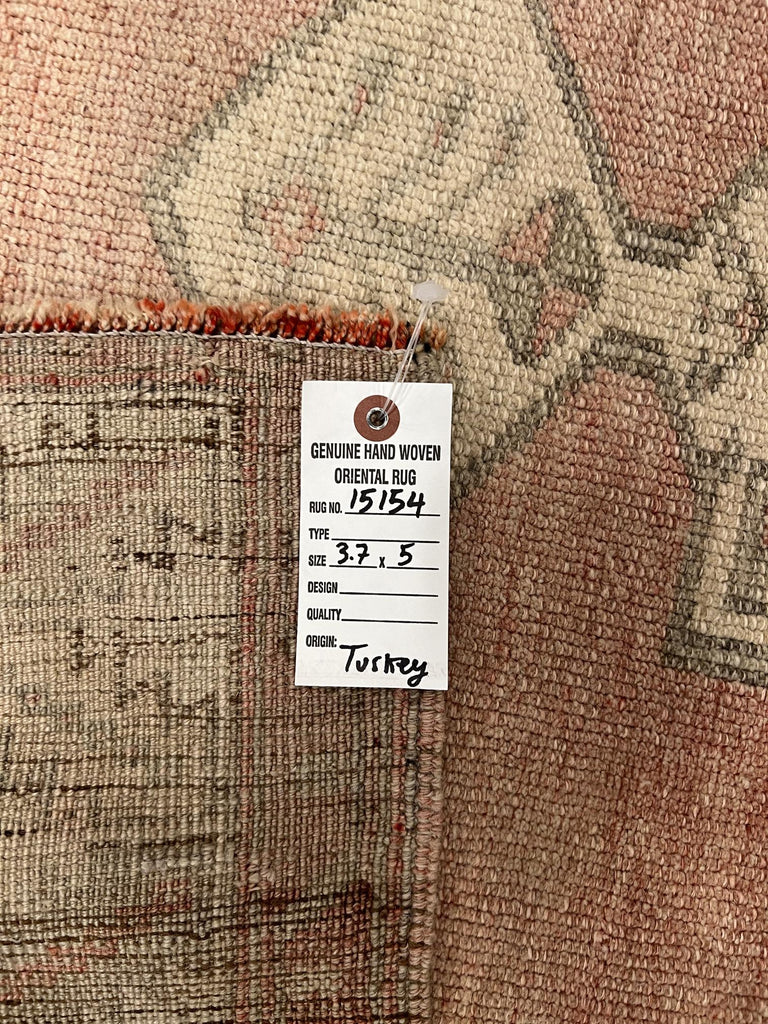 GENUINE HAND WOVEN
ORIENTAL RUG
RUG NO. 15154
TYPE
SIZE 3.7 x 5
DESIGN
QUALITY
ORIGIN: Turkey